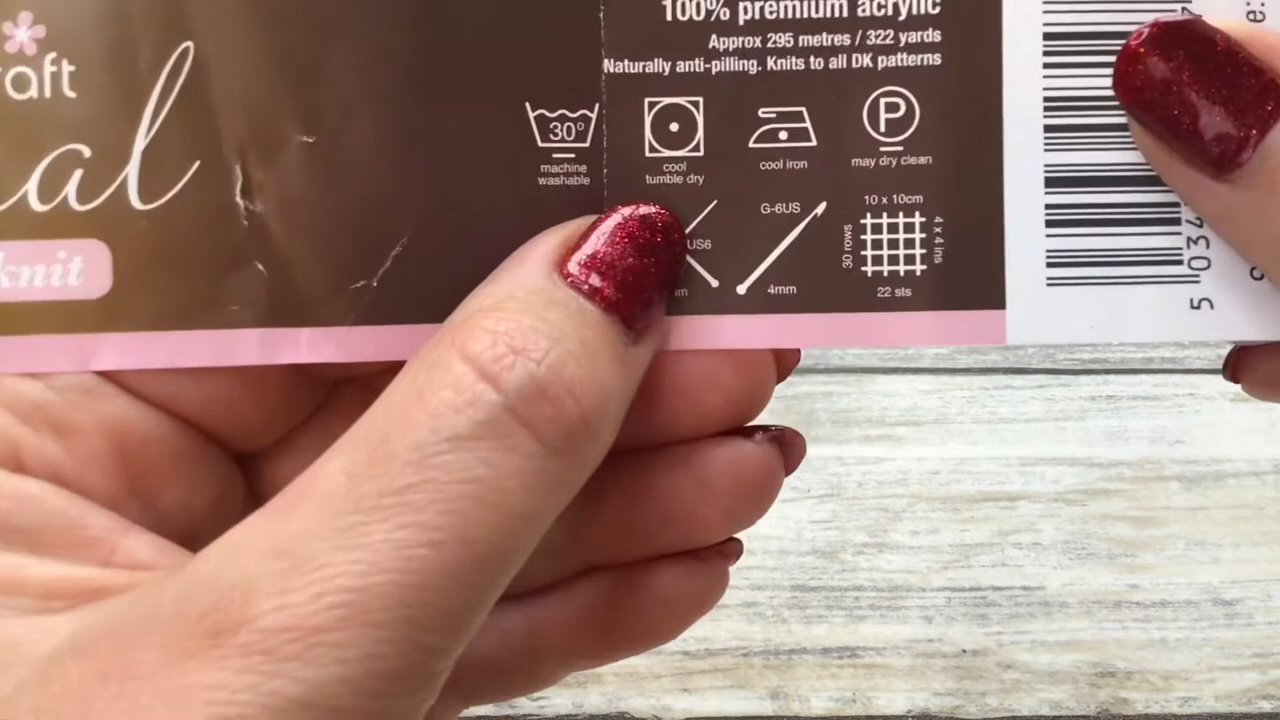 raft
al
knit
100% premium acrylic
Approx 295 metres / 322 yards
Naturally anti-pilling. Knits to all DK patterns
30°
machine
washable
cool
tumble dry
cool iron
P
may dry clean
US6
G-6US
4mm
10 x 10cm
30 rows
4 x 4 ins
22 sts
5 034
e: